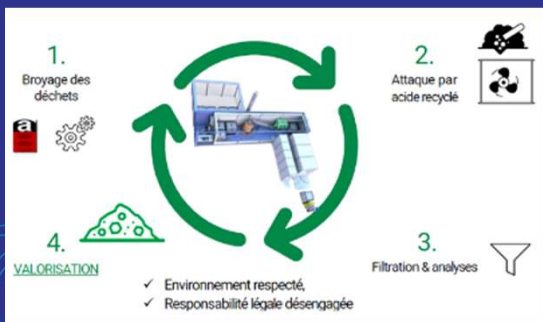 1.
Broyage des
déchets
a
2.
Attaque par
acide recyclé
3.
Filtration & analyses
4.
VALORISATION
✓ Environnement respecté,
✓ Responsabilité légale désengagée